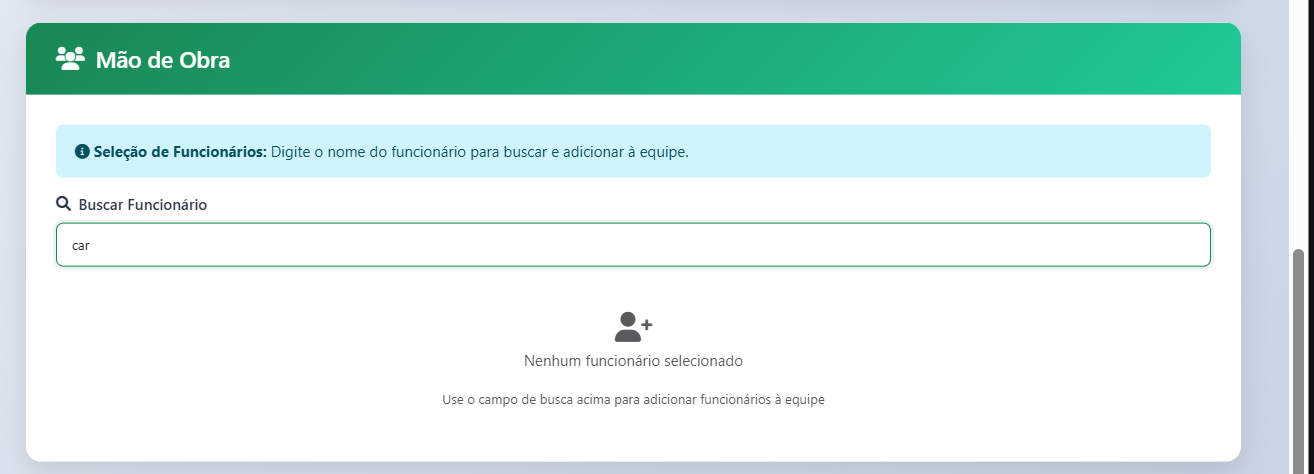 Mão de Obra
Seleção de Funcionários: Digite o nome do funcionário para buscar e adicionar à equipe.
Buscar Funcionário
car
Nenhum funcionário selecionado
Use o campo de busca acima para adicionar funcionários à equipe